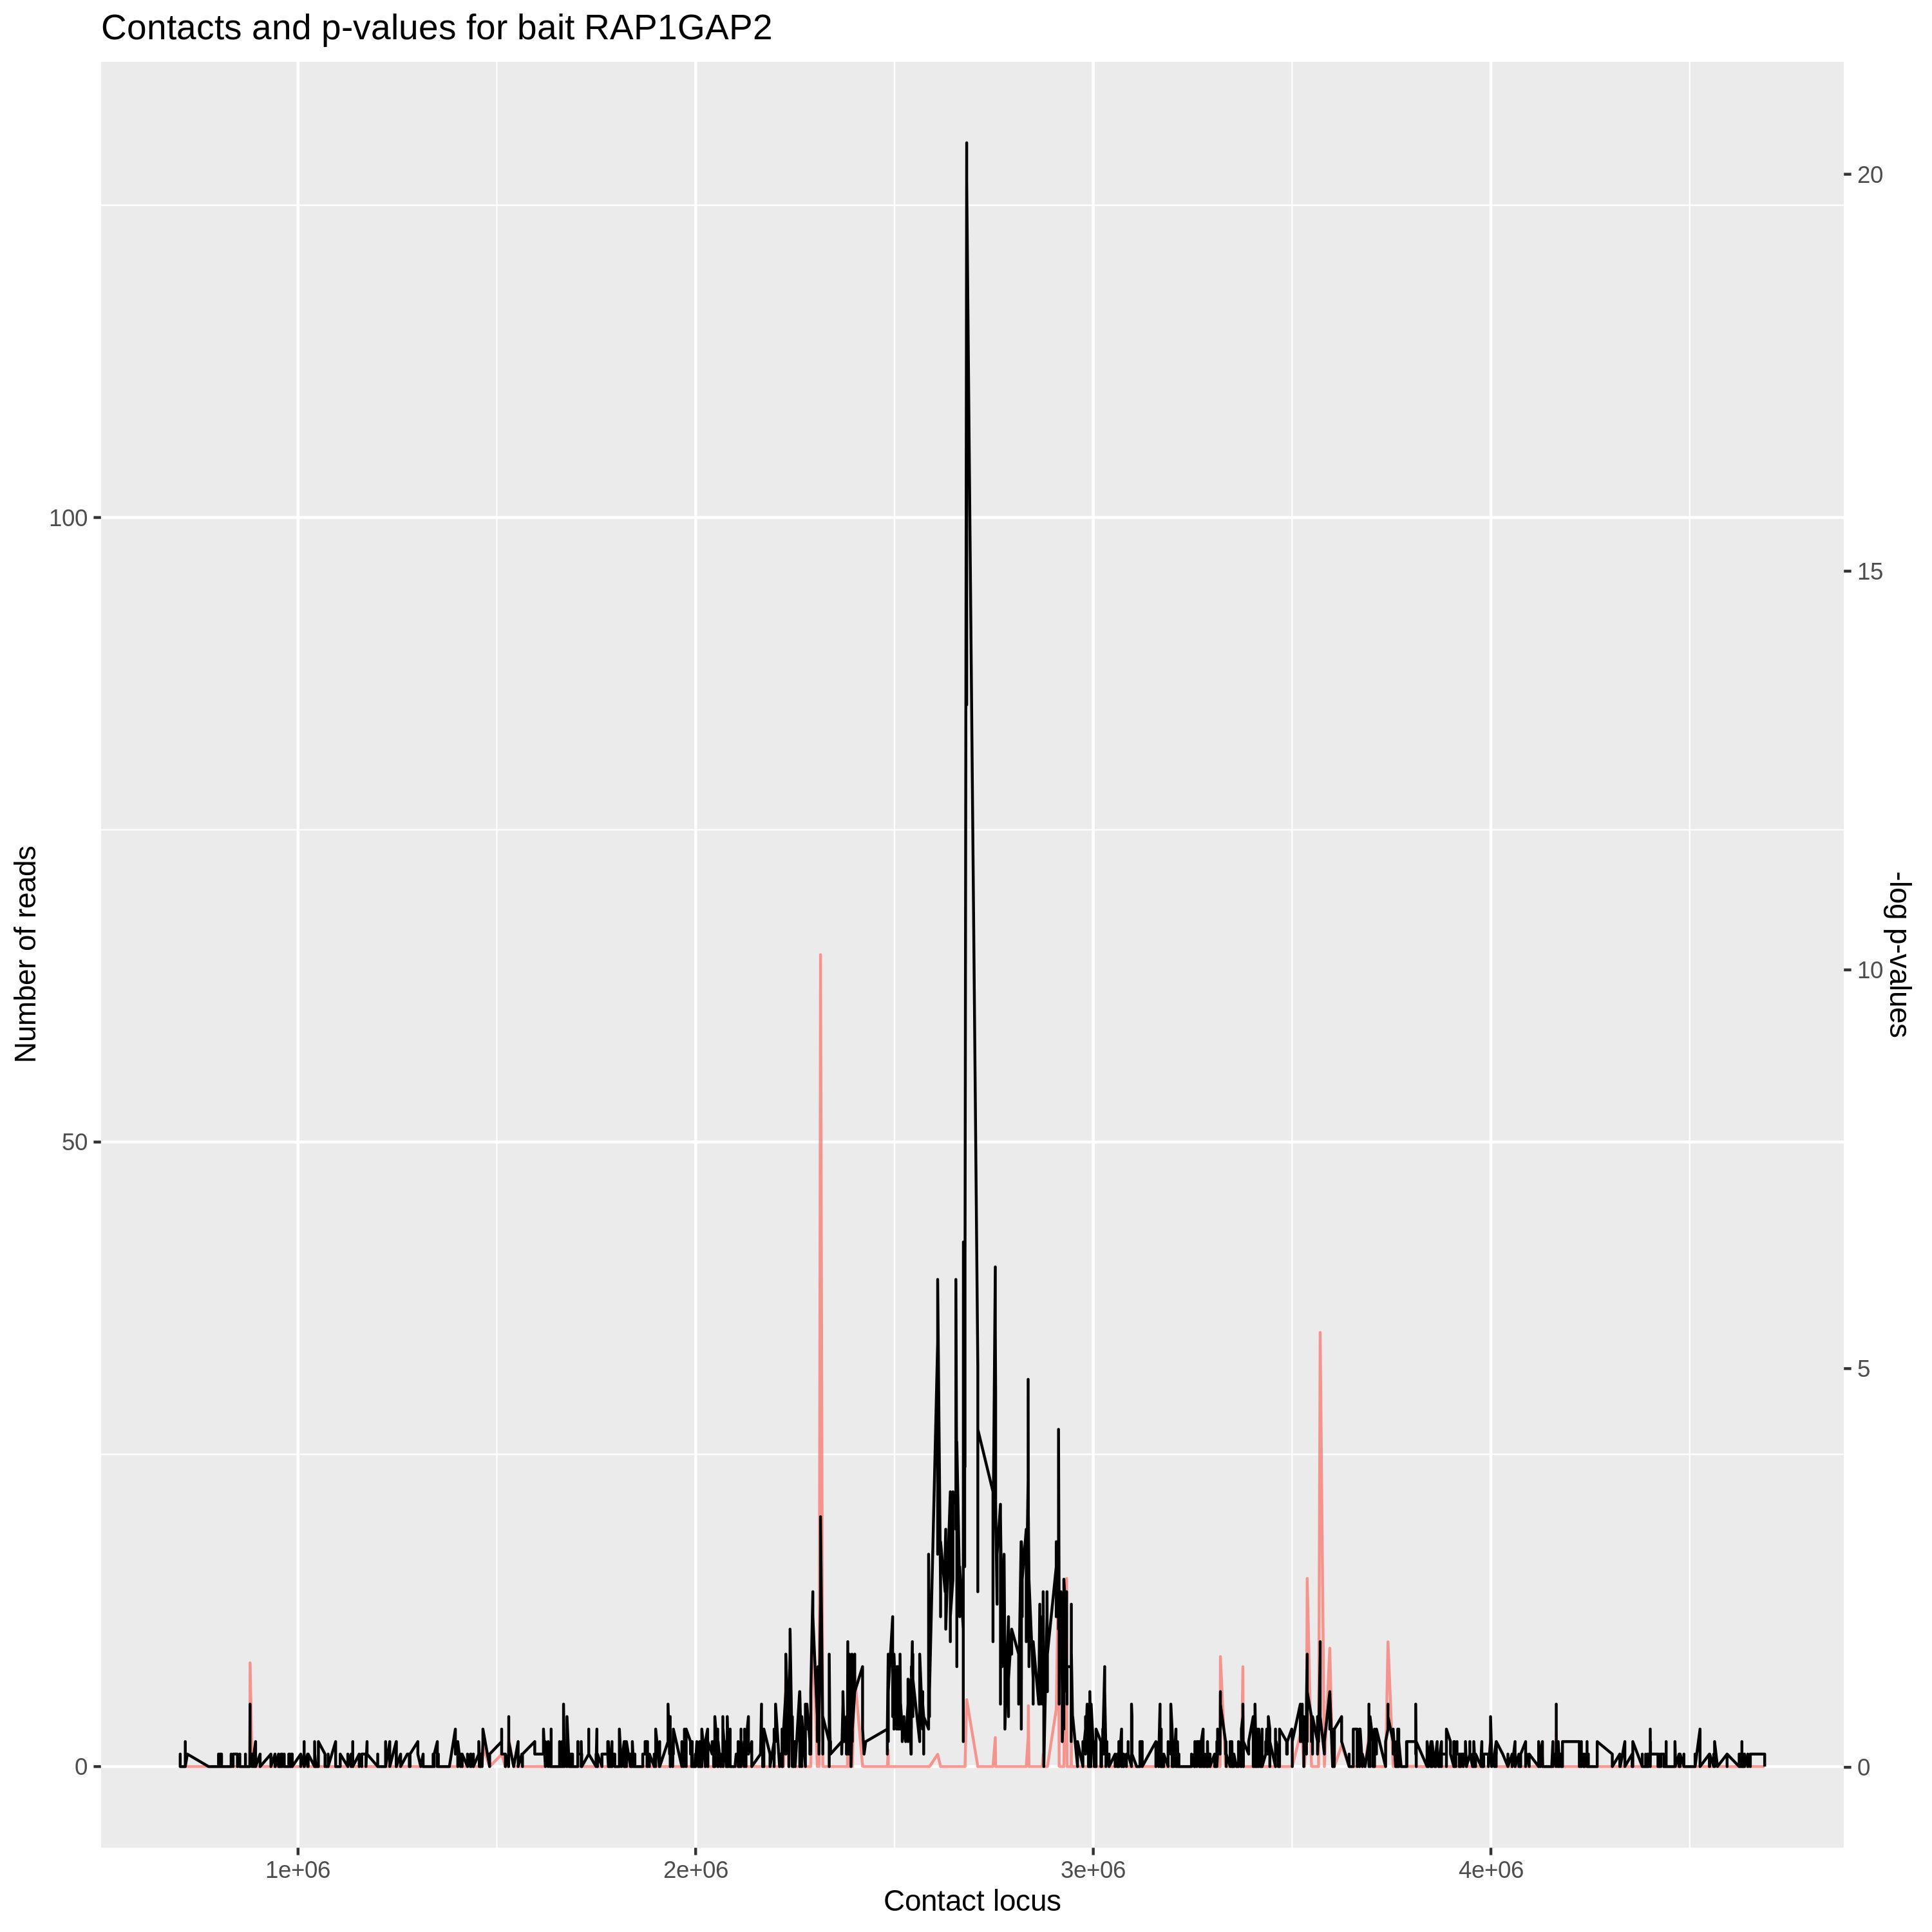 Contacts and p-values for bait RAP1GAP2
Number of reads
100
50
0
20
15
10
5
0
-log p-values
1e+06
2e+06
3e+06
4e+06
Contact locus